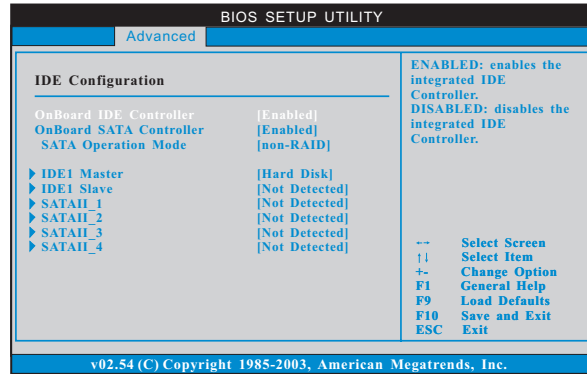 BIOS SETUP UTILITY
Advanced
IDE Configuration
OnBoard IDE Controller [Enabled]
OnBoard SATA Controller [Enabled]
SATA Operation Mode [non-RAID]
IDE1 Master [Hard Disk]
IDE1 Slave [Not Detected]
SATAII_1 [Not Detected]
SATAII_2 [Not Detected]
SATAII_3 [Not Detected]
SATAII_4 [Not Detected]
ENABLED: enables the
integrated IDE
Controller.
DISABLED: disables the
integrated IDE
Controller.
←→ Select Screen
↑↓ Select Item
+- Change Option
F1 General Help
F9 Load Defaults
F10 Save and Exit
ESC Exit
v02.54 (C) Copyright 1985-2003, American Megatrends, Inc.